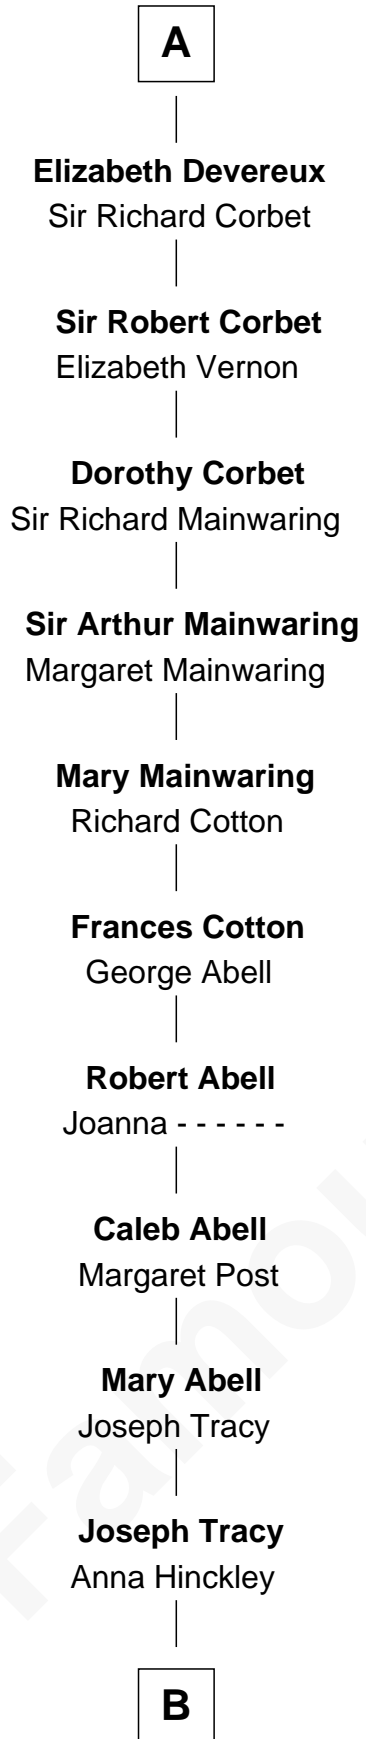 A
Elizabeth Devereux
Sir Richard Corbet
Sir Robert Corbet
Elizabeth Vernon
Dorothy Corbet
Sir Richard Mainwaring
Sir Arthur Mainwaring
Margaret Mainwaring
Mary Mainwaring
Richard Cotton
Frances Cotton
George Abell
Robert Abell
Joanna - - - - - -
Caleb Abell
Margaret Post
Mary Abell
Joseph Tracy
Joseph Tracy
Anna Hinckley
B
Famou